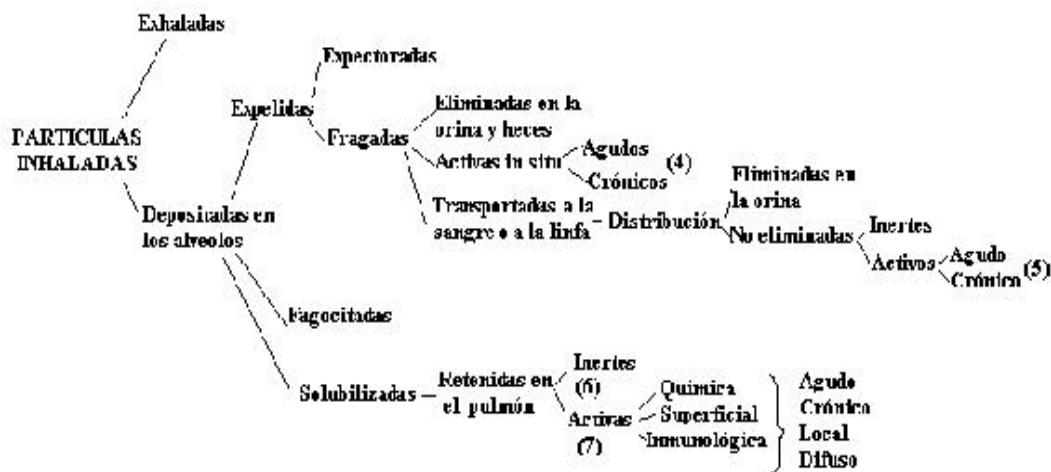 Exhaladas
Expectoradas
Expelidas
Eliminadas en la
orina y heces
PARTICULAS
INHALADAS
Fragadas
Activas in situ
Agudos
Crónicos
(4)
Depositadas en
los alveolos
Transportadas a la
sangre o a la linfa
Distribución
Eliminadas en
la orina
No eliminadas
Inertes
Activos
Agudo
Crónico
(5)
Fagocitadas
Solubilizadas
Retenidas en
el pulmón
Inertes
(6)
Activas
(7)
Química
Superficial
Inmunológica
Agudo
Crónico
Local
Difuso